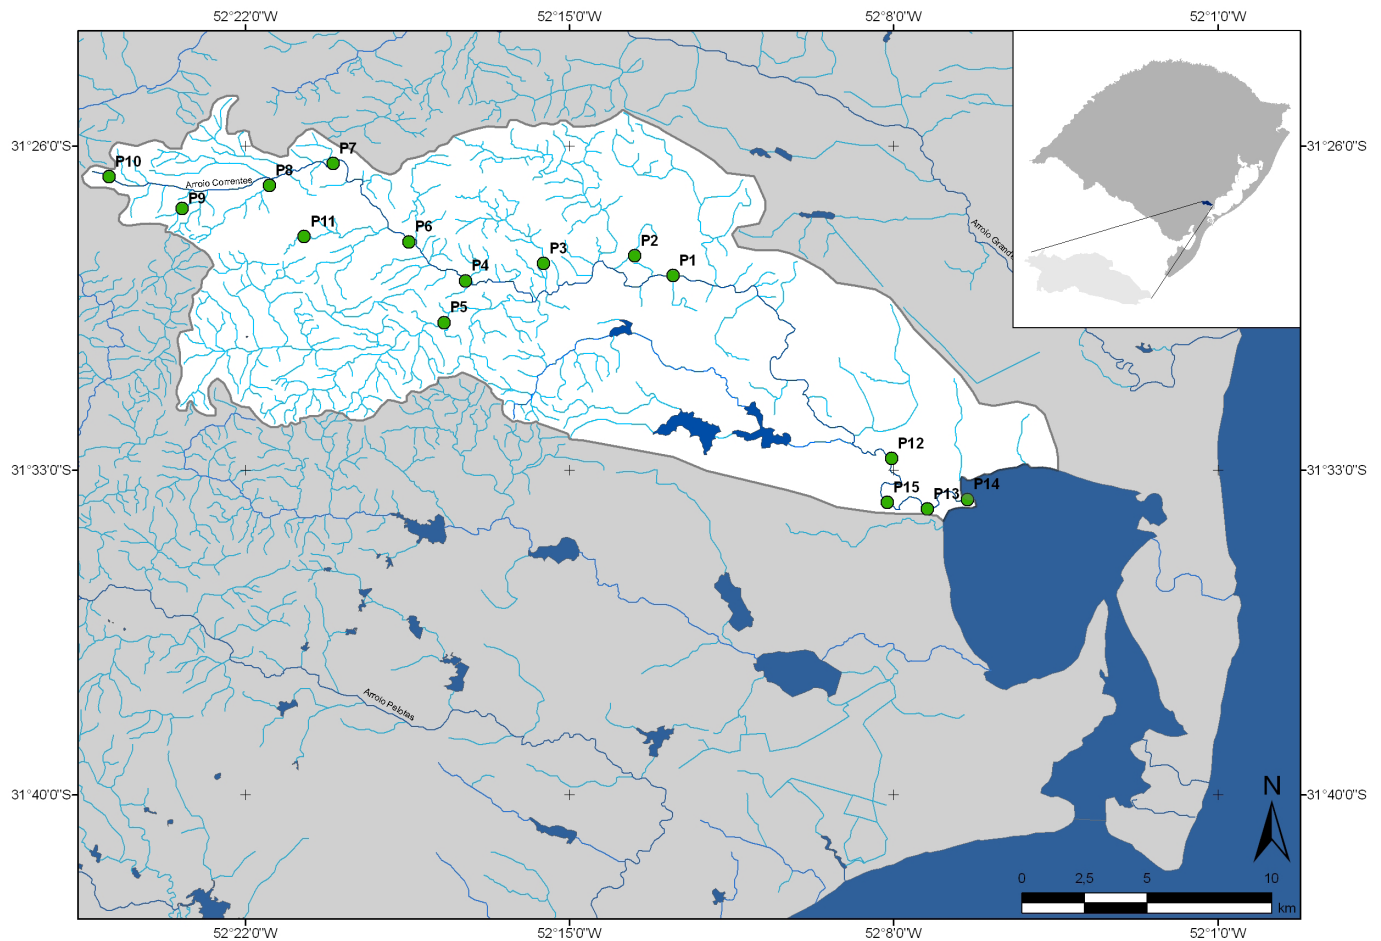 52°22'0"W
52°15'0"W
52°8'0"W
52°1'0"W
31°26'0"S
31°26'0"S
P10
P7
P8
Arroio Correntes
P9
P11
P6
P3
P2
P1
P4
P5
Arroio Grande
P12
31°33'0"S
31°33'0"S
P15
P13
P14
Arroio Pelotas
31°40'0"S
31°40'0"S
N
0
2,5
5
10
km
52°22'0"W
52°15'0"W
52°8'0"W
52°1'0"W